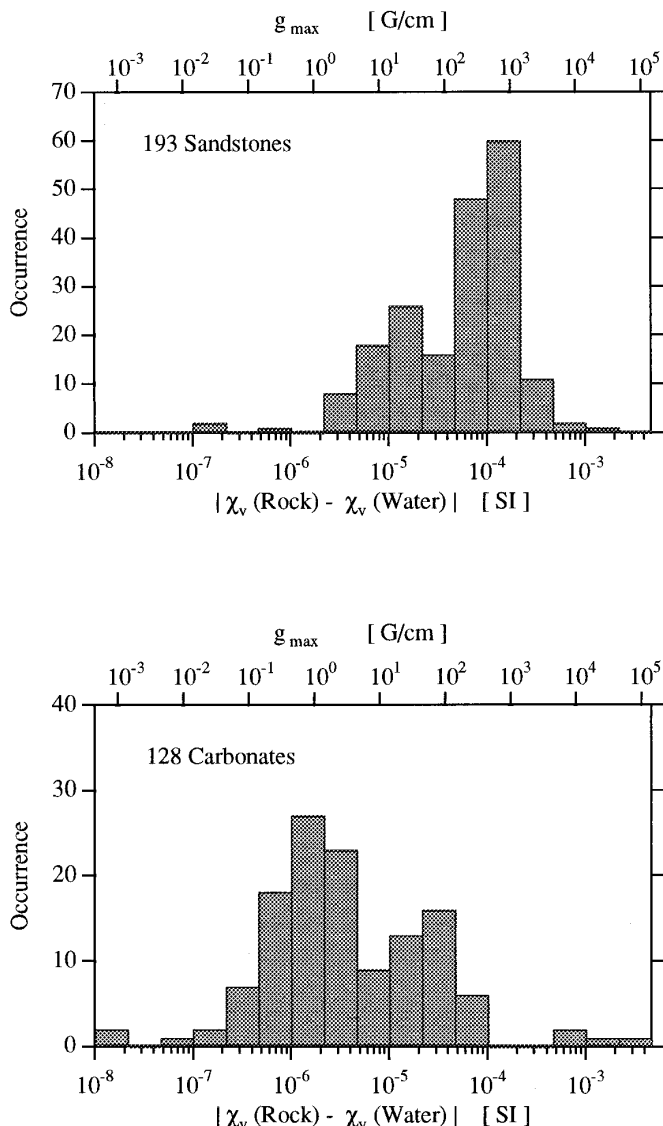 g max [ G/cm ]
10⁻³ 10⁻² 10⁻¹ 10⁰ 10¹ 10² 10³ 10⁴ 10⁵
70
193 Sandstones
60
50
40
Occurrence
30
20
10
0
10⁻⁸ 10⁻⁷ 10⁻⁶ 10⁻⁵ 10⁻⁴ 10⁻³
| χᵥ (Rock) - χᵥ (Water) | [ SI ]
g max [ G/cm ]
10⁻³ 10⁻² 10⁻¹ 10⁰ 10¹ 10² 10³ 10⁴ 10⁵
40
128 Carbonates
30
Occurrence
20
10
0
10⁻⁸ 10⁻⁷ 10⁻⁶ 10⁻⁵ 10⁻⁴ 10⁻³
| χᵥ (Rock) - χᵥ (Water) | [ SI ]